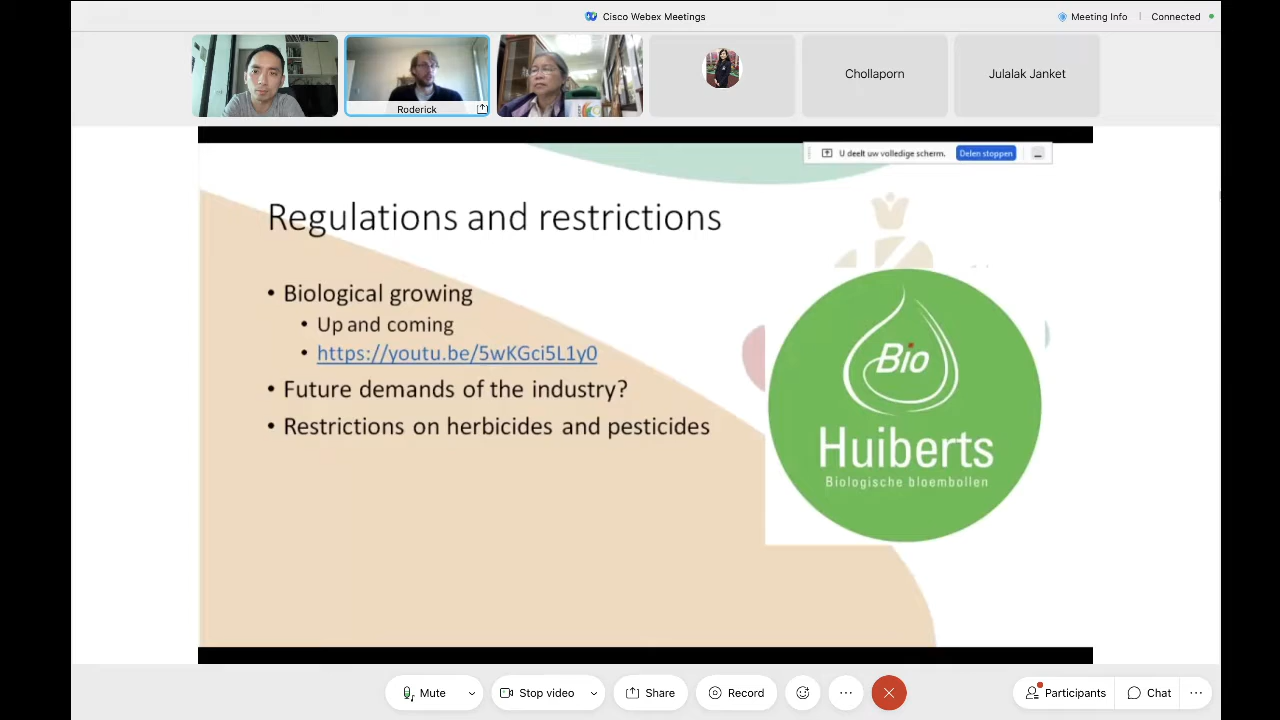 Cisco Webex Meetings
Meeting Info
Connected
Roderick
Chollaporn
Julalak Janket
U deelt uw volledige scherm.
Delen stoppen
Regulations and restrictions
• Biological growing
• Up and coming
• https://youtu.be/5wKGci5L1y0
• Future demands of the industry?
• Restrictions on herbicides and pesticides
Bio
Huiberts
Biologische bloembollen
Mute
Stop video
Share
Record
Participants
Chat